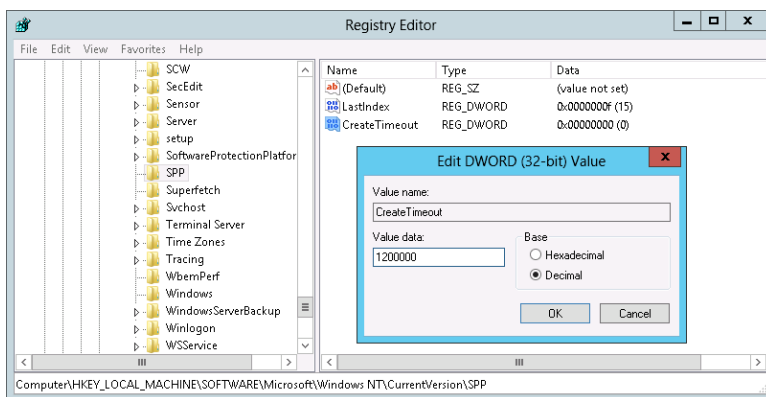 Registry Editor
File Edit View Favorites Help
SCW
SecEdit
Sensor
Server
setup
SoftwareProtectionPlatfor
SPP
Superfetch
Svchost
Terminal Server
Time Zones
Tracing
WbemPerf
Windows
WindowsServerBackup
Winlogon
WSService
Name Type Data
(Default) REG_SZ (value not set)
LastIndex REG_DWORD 0x0000000f (15)
CreateTimeout REG_DWORD 0x00000000 (0)
Edit DWORD (32-bit) Value
Value name:
CreateTimeout
Value data:
1200000
Base
Hexadecimal
Decimal
OK Cancel
Computer\HKEY_LOCAL_MACHINE\SOFTWARE\Microsoft\Windows NT\CurrentVersion\SPP